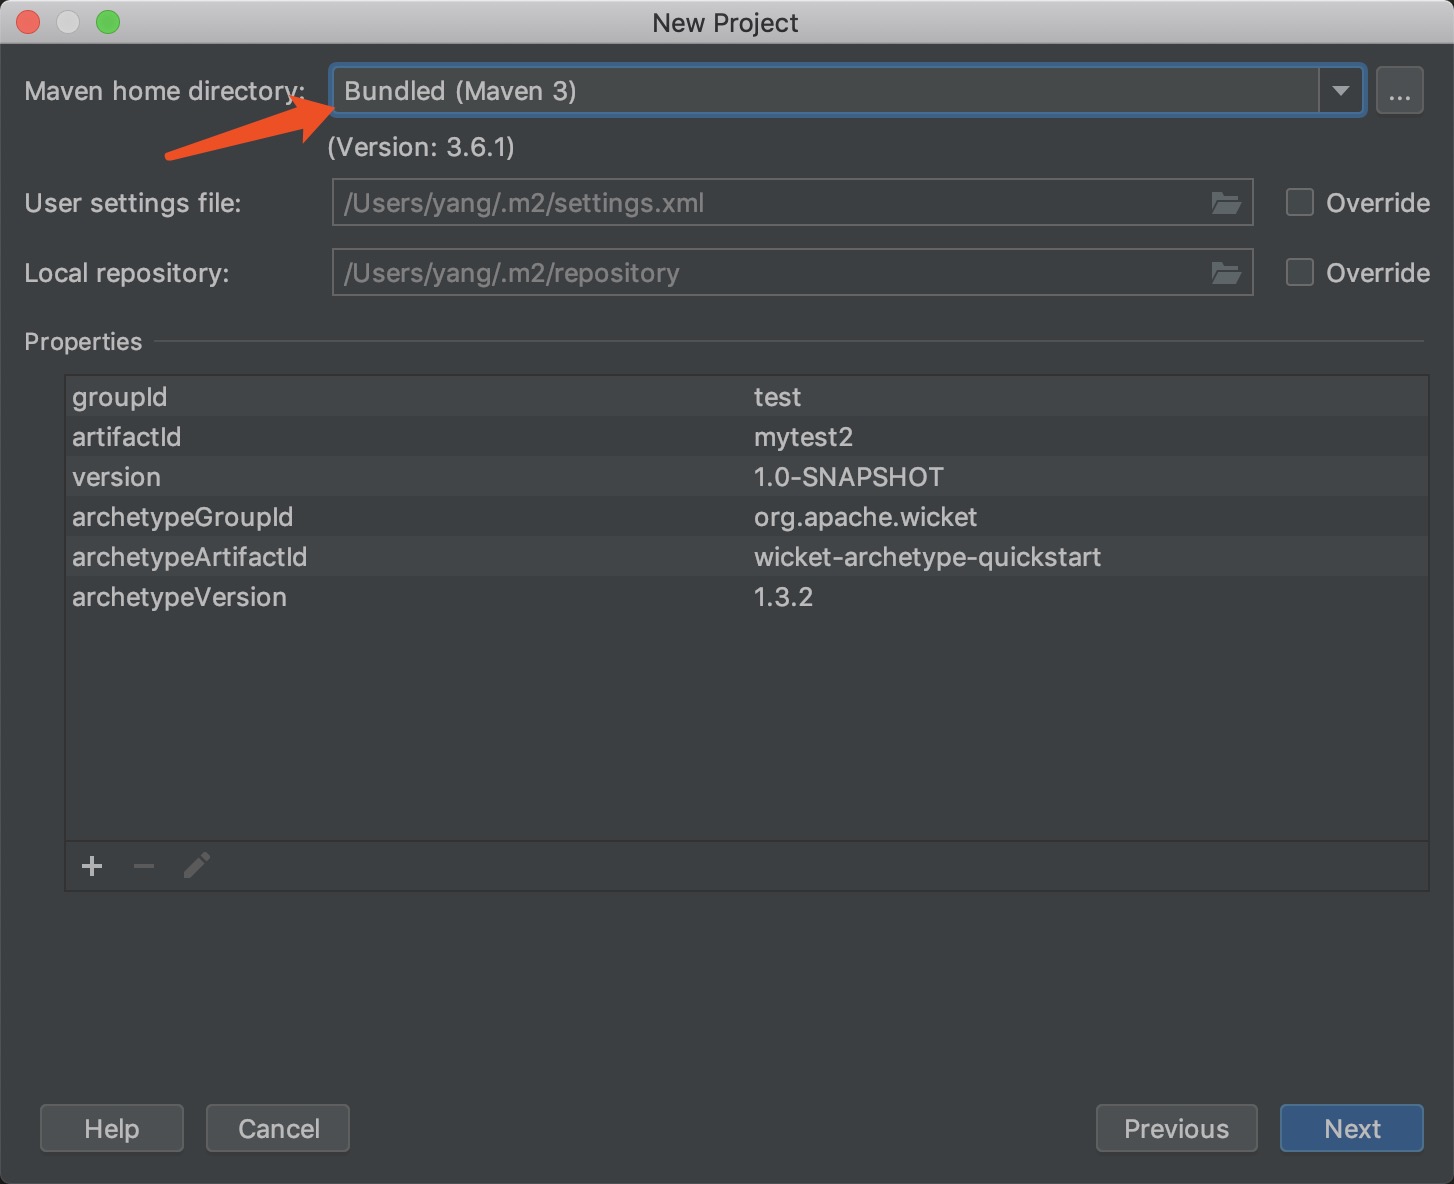 New Project
Maven home directory: Bundled (Maven 3) ...
(Version: 3.6.1)
User settings file: /Users/yang/.m2/settings.xml Override
Local repository: /Users/yang/.m2/repository Override
Properties
groupId test
artifactId mytest2
version 1.0-SNAPSHOT
archetypeGroupId org.apache.wicket
archetypeArtifactId wicket-archetype-quickstart
archetypeVersion 1.3.2
Help Cancel Previous Next